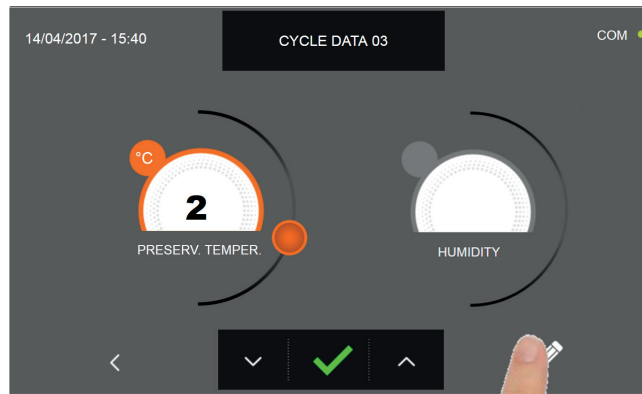 14/04/2017 - 15:40
CYCLE DATA 03
COM
°C
2
PRESERV. TEMPER.
HUMIDITY